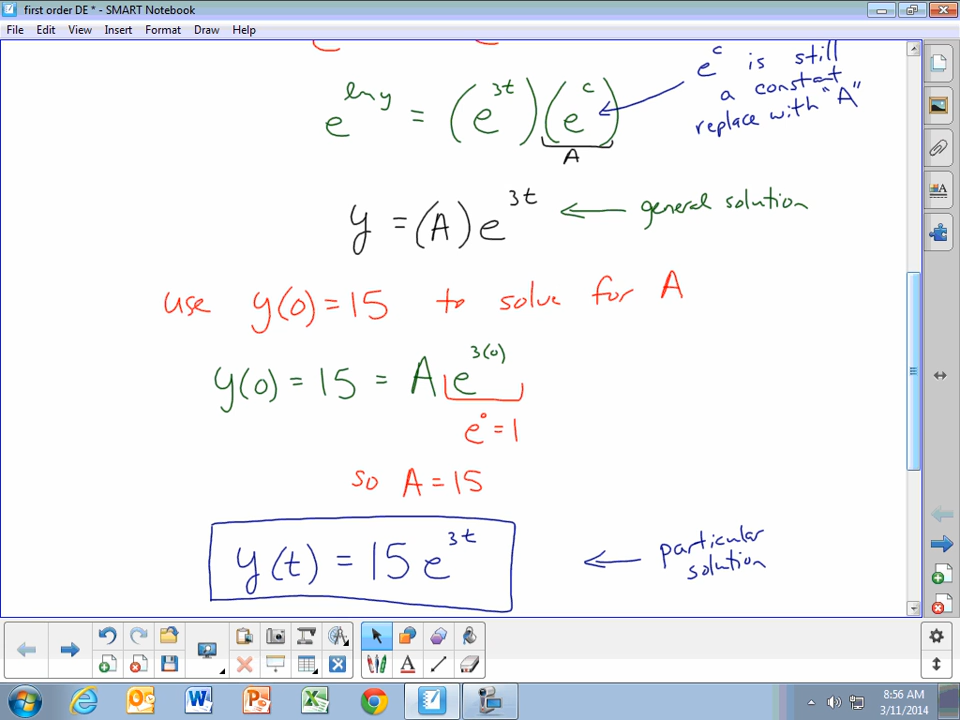 first order DE * - SMART Notebook
File Edit View Insert Format Draw Help
e^c is still
a constant
replace with "A"
e^{ln y} = (e^{3t})(e^c)
A
y = (A)e^{3t} ← general solution
use y(0) = 15 to solve for A
y(0) = 15 = A e^{3(0)}
e^0 = 1
so A = 15
y(t) = 15 e^{3t} ← particular
solution
8:56 AM
3/11/2014